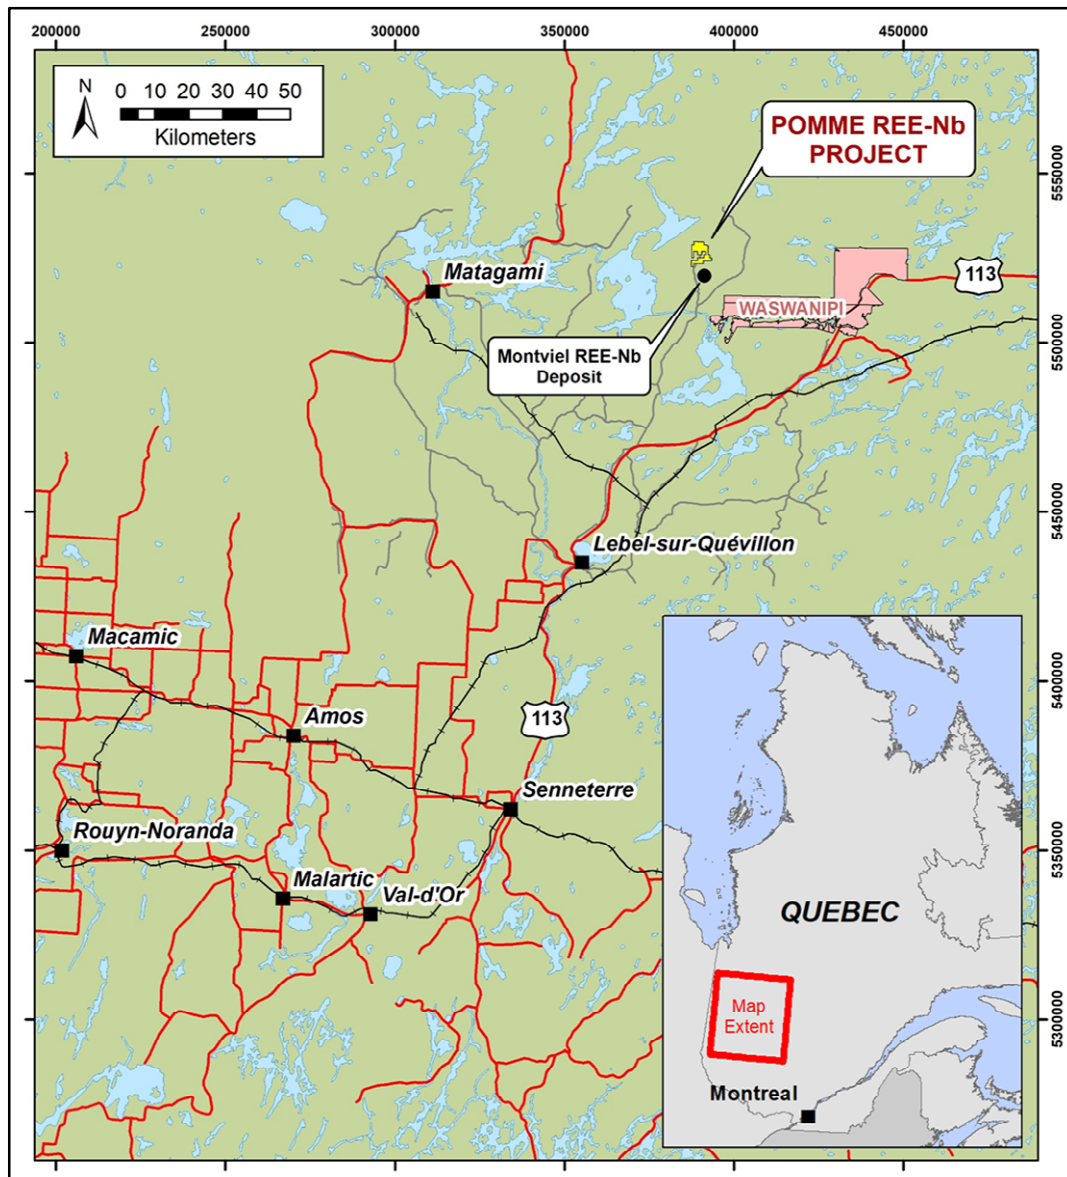 200000 250000 300000 350000 400000 450000
N
0 10 20 30 40 50
Kilometers
POMME REE-Nb
PROJECT
5550000
Matagami
113
WASWANIPI
Montviel REE-Nb
Deposit
5500000
5450000
Lebel-sur-Quévillon
Macamic
5400000
Amos
113
Senneterre
Rouyn-Noranda
5350000
Malartic
Val-d'Or
QUEBEC
Map
Extent
5300000
Montreal